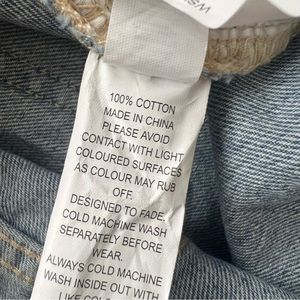 100% COTTON
MADE IN CHINA
PLEASE AVOID
CONTACT WITH LIGHT
COLOURED SURFACES
AS COLOUR MAY RUB
OFF.
DESIGNED TO FADE.
COLD MACHINE WASH
SEPARATELY BEFORE
WEAR.
ALWAYS COLD MACHINE
WASH INSIDE OUT WITH